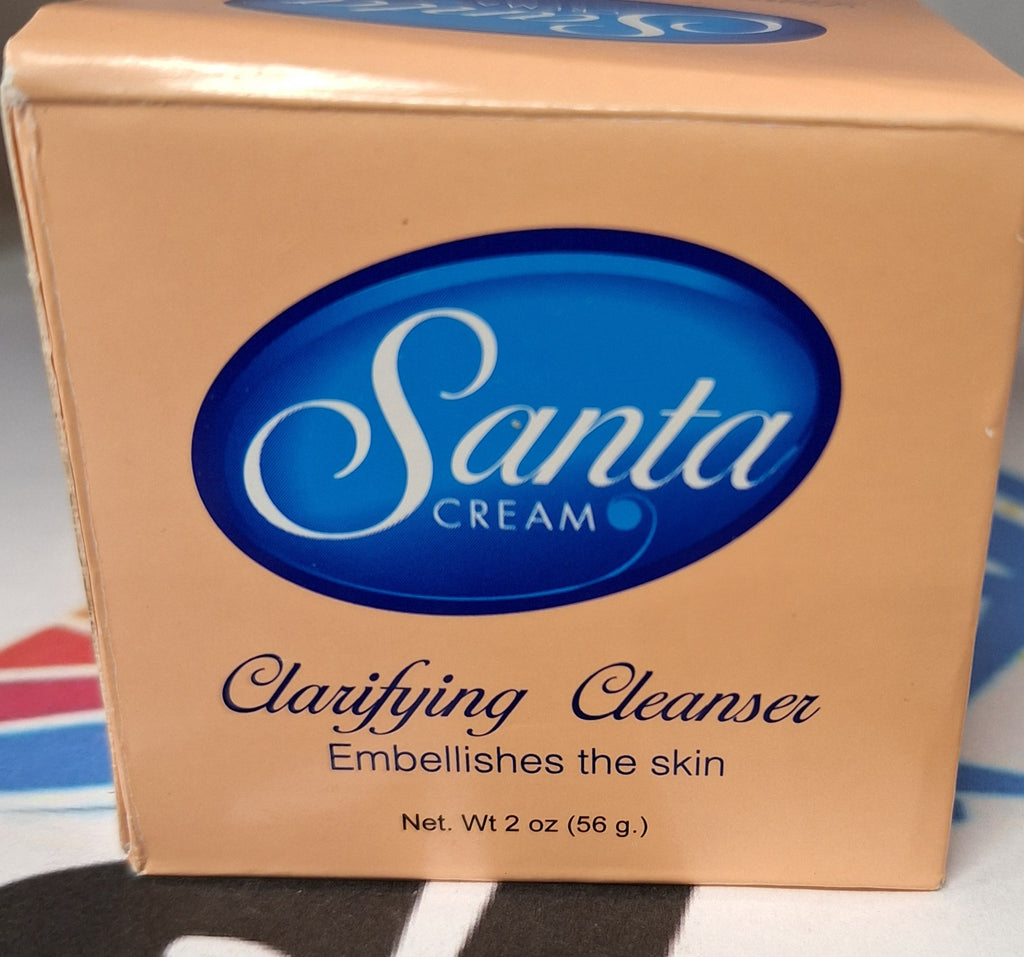 Santa
CREAM
Clarifying Cleanser
Embellishes the skin
Net. Wt 2 oz (56 g.)